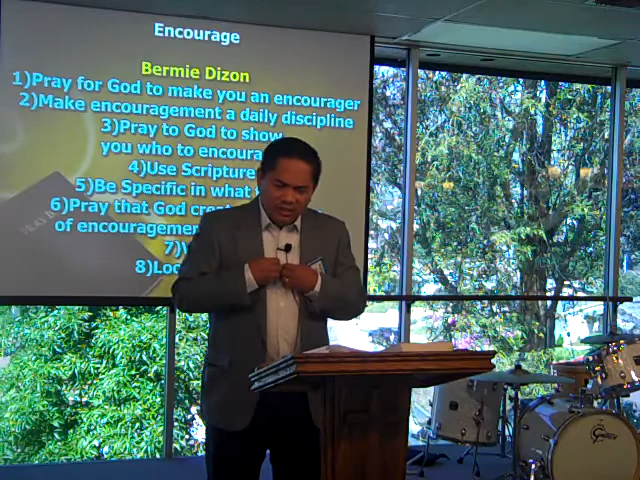 Encourage
Bermie Dizon
1)Pray for God to make you an encourager
2)Make encouragement a daily discipline
3)Pray to God to show
you who to encoura
4)Use Scripture
5)Be Specific in what
6)Pray that God cre
of encouragement
7)
8)Loo
Gretsch